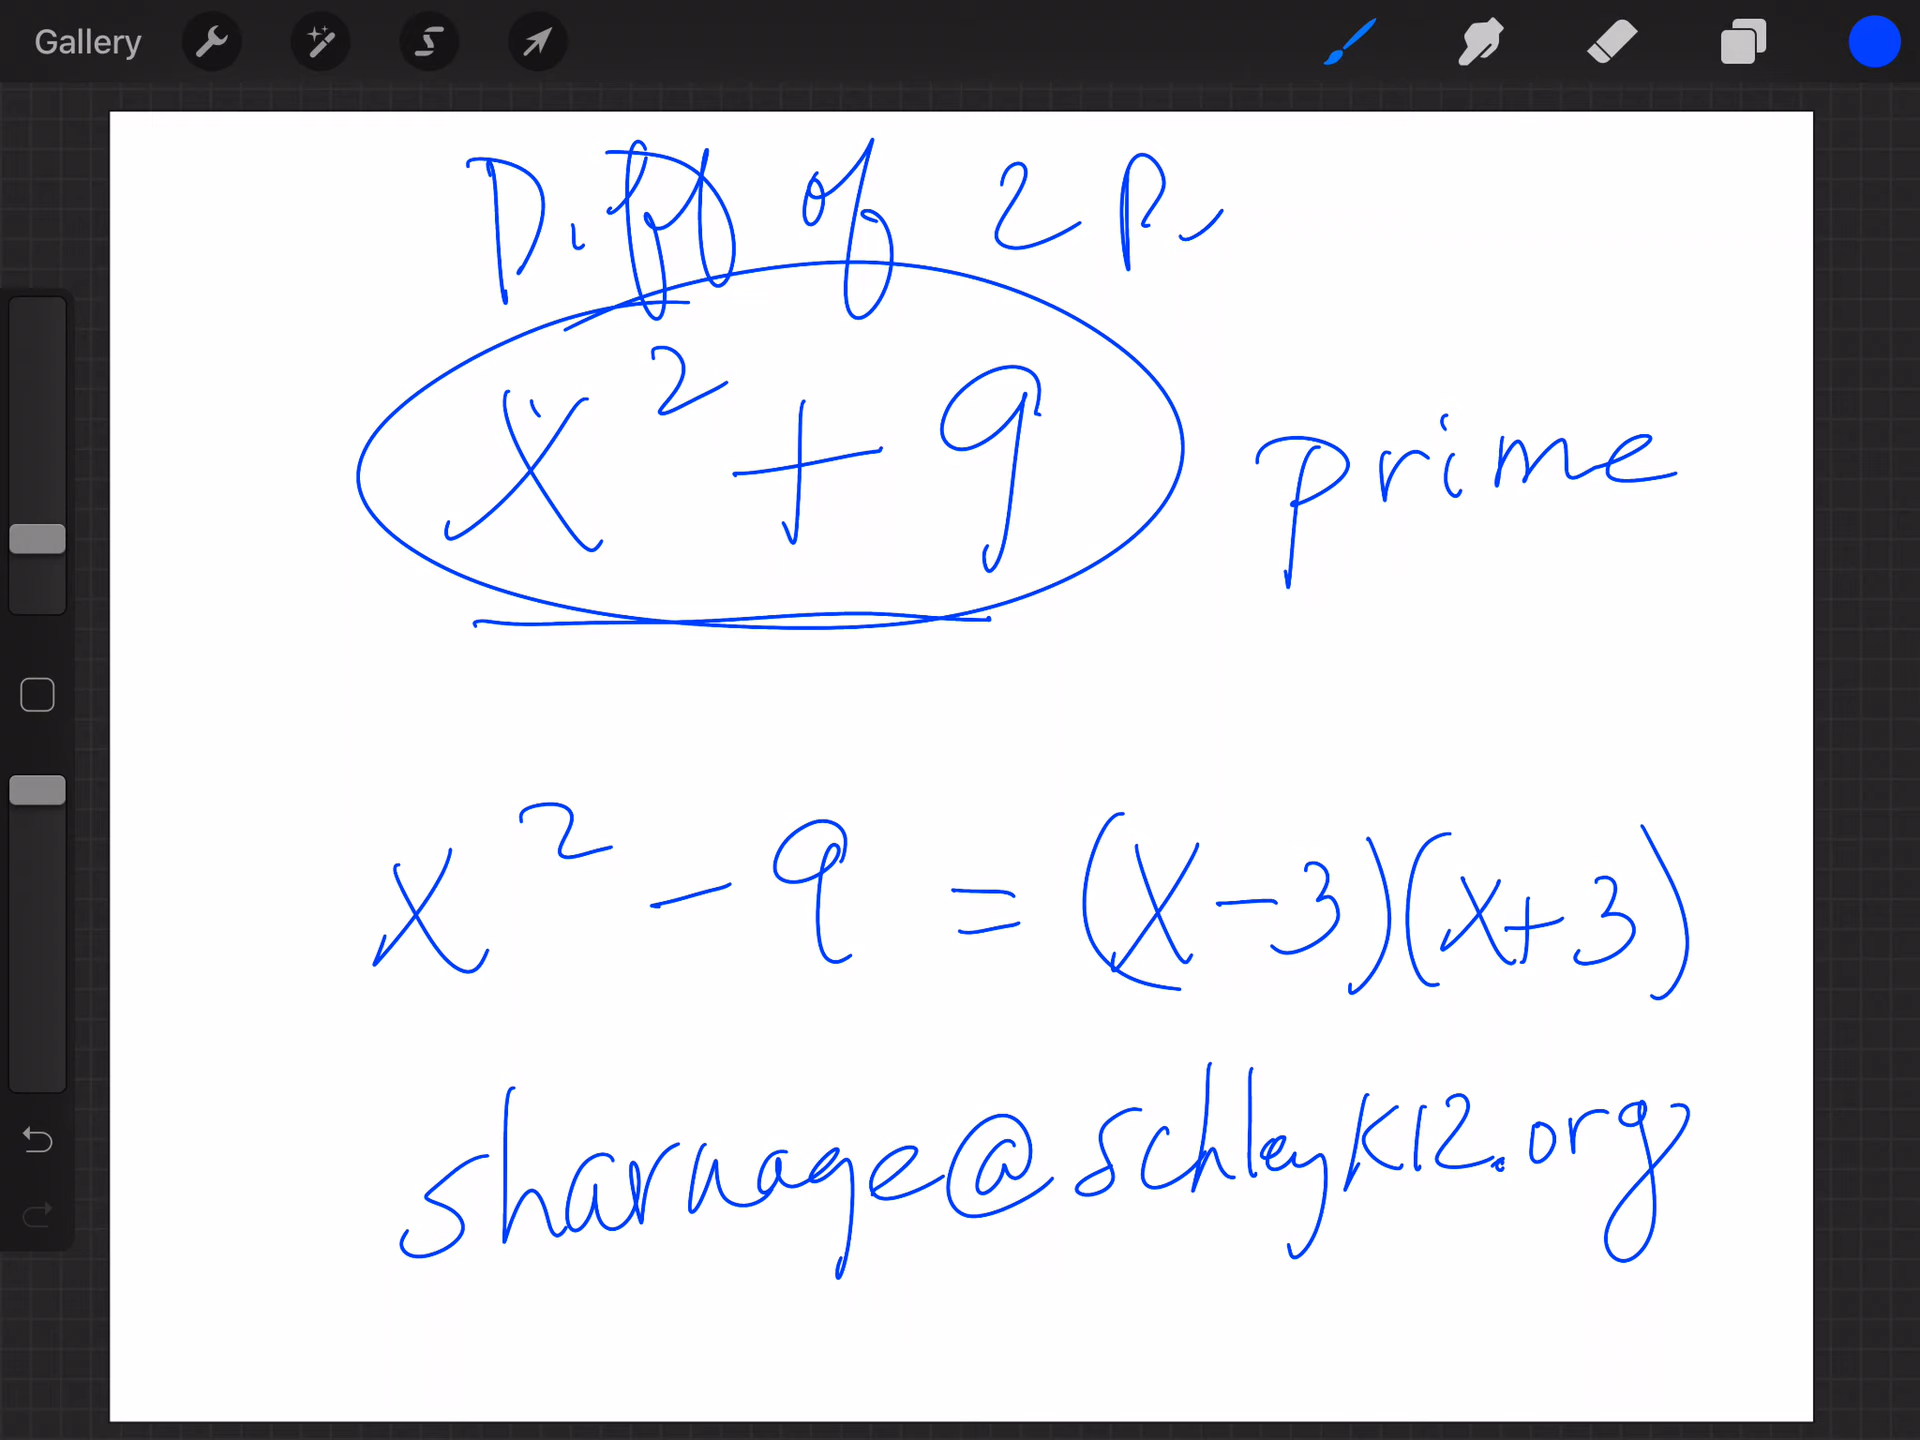 Gallery
Diff of 2 P.
x² + 9 prime
x² - 9 = (x-3)(x+3)
sharnage@schleyk12.org